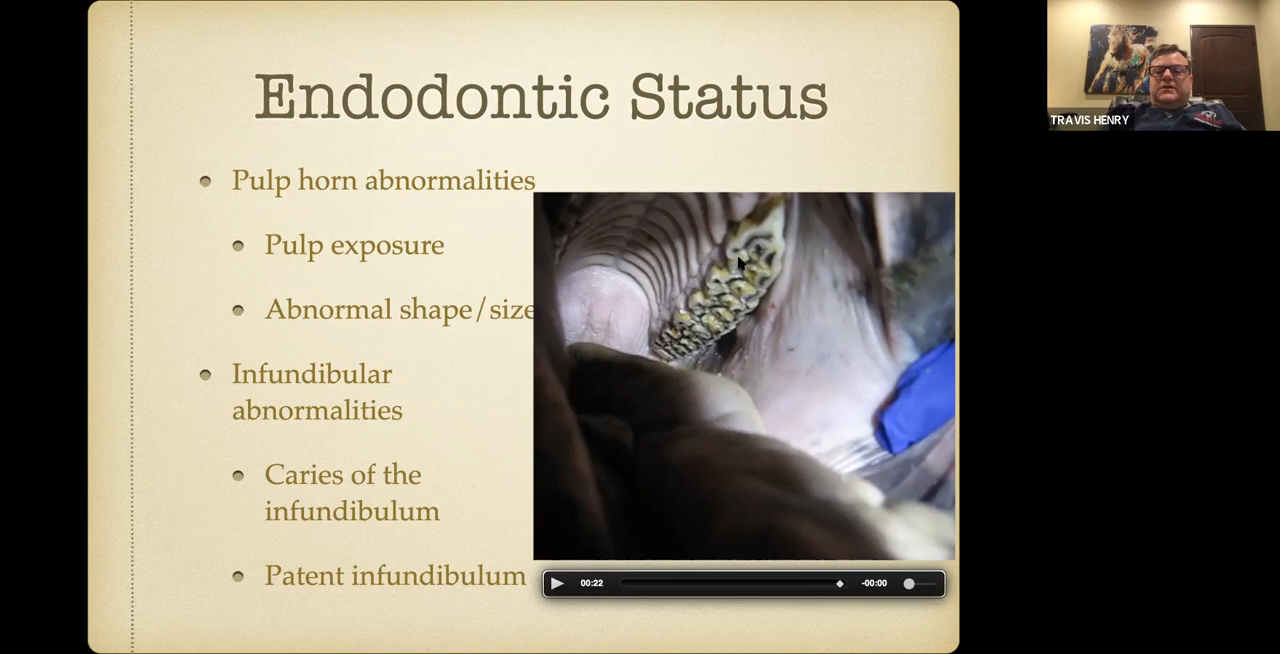 Endodontic Status
Pulp horn abnormalities
Pulp exposure
Abnormal shape/size
Infundibular
abnormalities
Caries of the
infundibulum
Patent infundibulum
00:22
-00:00
TRAVIS HENRY